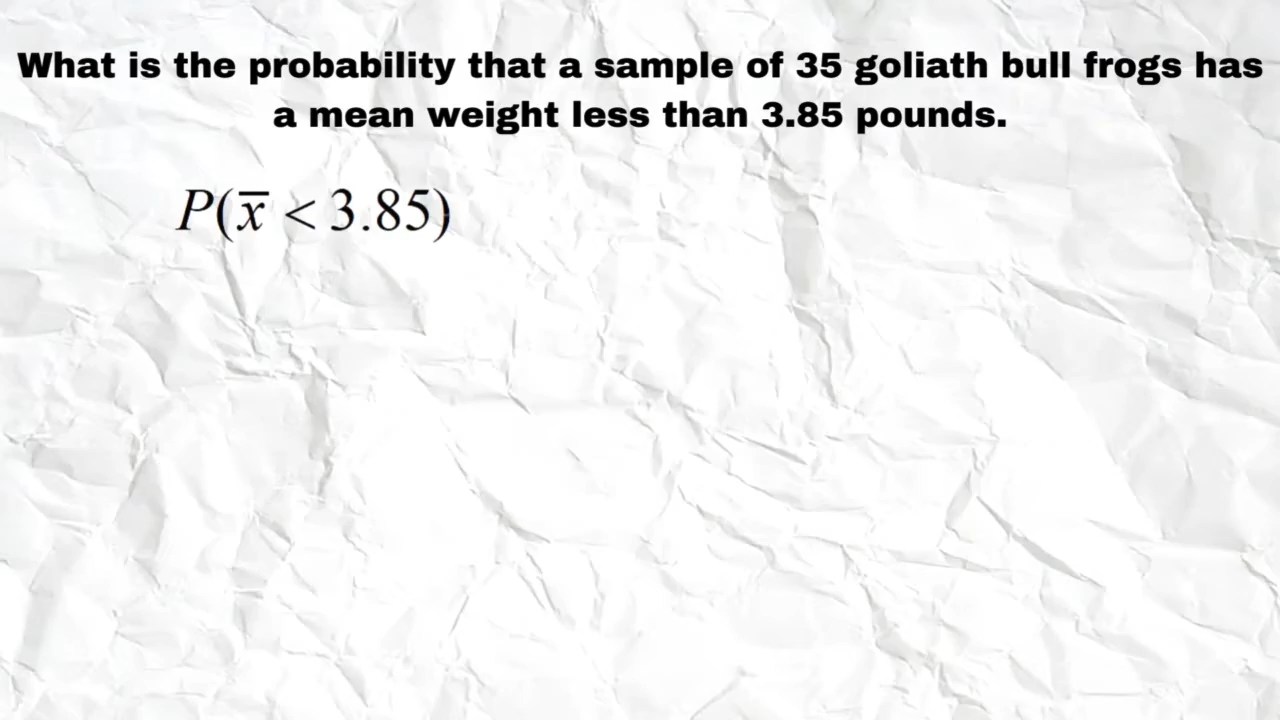 What is the probability that a sample of 35 goliath bull frogs has
a mean weight less than 3.85 pounds.
P(x̅ < 3.85)